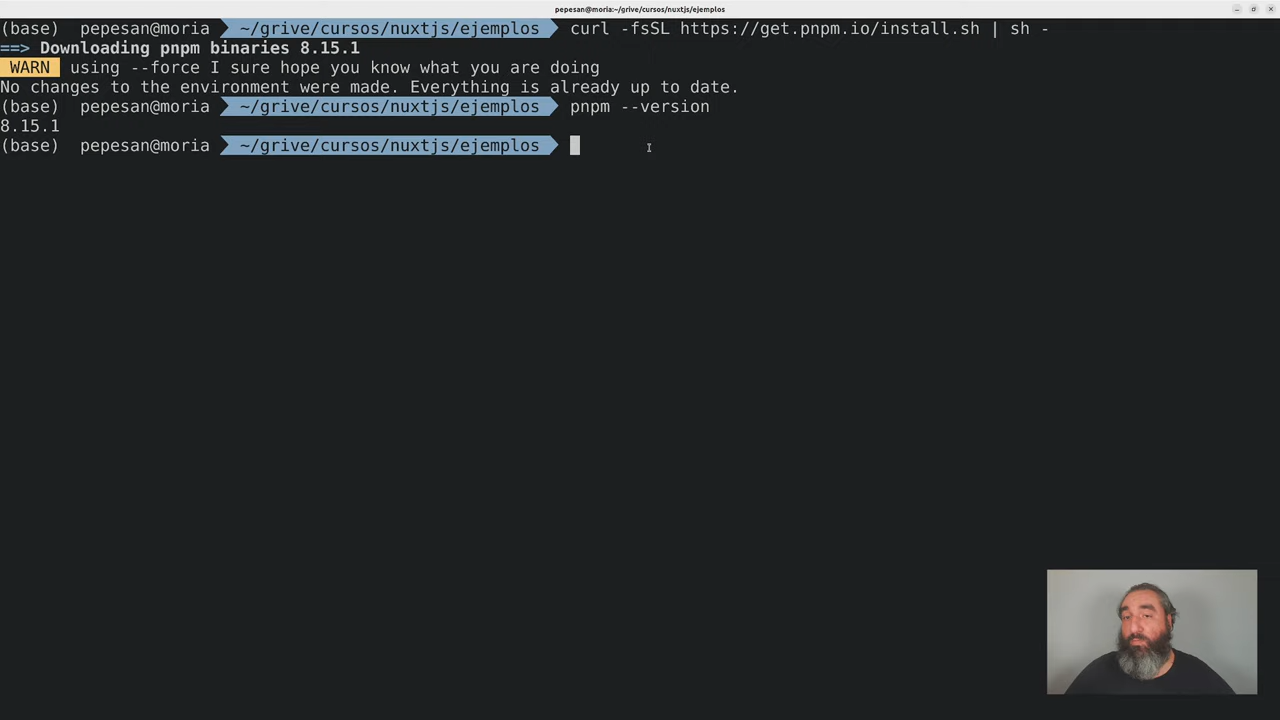 pepesan@moria:~/grive/cursos/nuxtjs/ejemplos
(base) pepesan@moria ~/grive/cursos/nuxtjs/ejemplos curl -fsSL https://get.pnpm.io/install.sh | sh -
==> Downloading pnpm binaries 8.15.1
WARN using --force I sure hope you know what you are doing
No changes to the environment were made. Everything is already up to date.
(base) pepesan@moria ~/grive/cursos/nuxtjs/ejemplos pnpm --version
8.15.1
(base) pepesan@moria ~/grive/cursos/nuxtjs/ejemplos